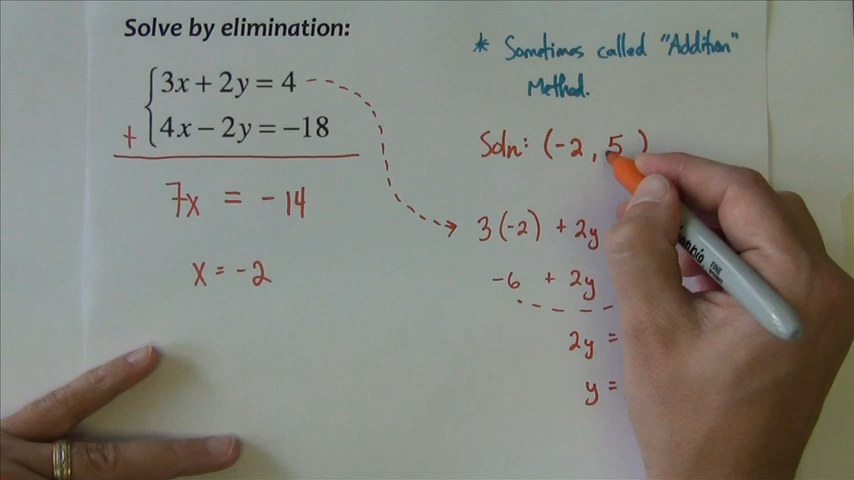 Solve by elimination:
3x + 2y = 4
+ 4x − 2y = −18
7x = -14
x = -2
* Sometimes called "Addition"
Method.
Soln: (-2, 5)
3(-2) + 2y
-6 + 2y
2y =
y =